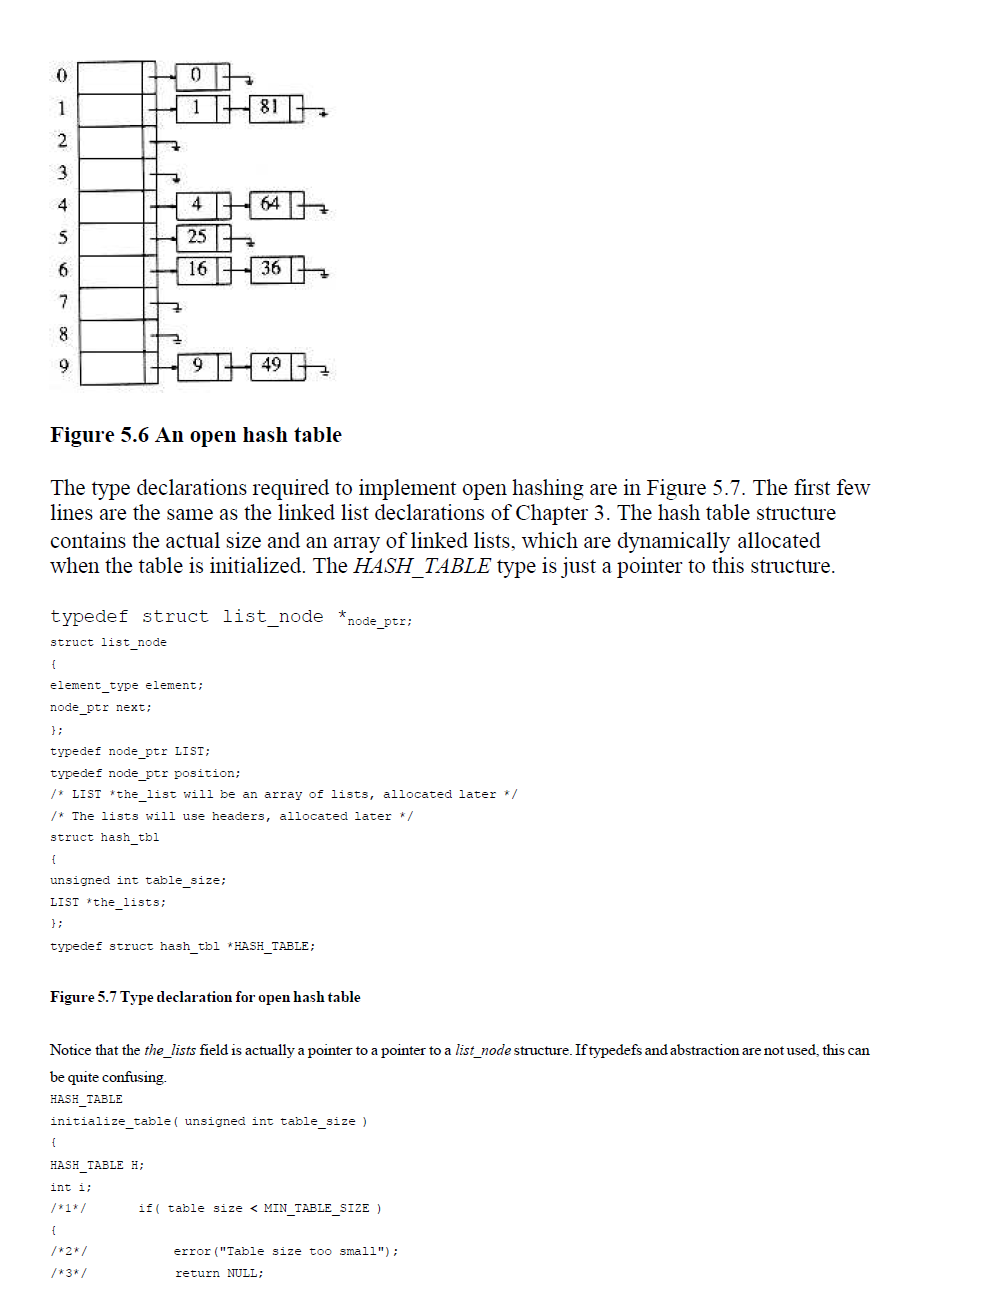 0 0
1 1 81
2
3
4 4 64
5 25
6 16 36
7
8
9 9 49
Figure 5.6 An open hash table
The type declarations required to implement open hashing are in Figure 5.7. The first few
lines are the same as the linked list declarations of Chapter 3. The hash table structure
contains the actual size and an array of linked lists, which are dynamically allocated
when the table is initialized. The HASH_TABLE type is just a pointer to this structure.
typedef struct list_node *node_ptr;
struct list_node
{
element_type element;
node_ptr next;
};
typedef node_ptr LIST;
typedef node_ptr position;
/* LIST *the_list will be an array of lists, allocated later */
/* The lists will use headers, allocated later */
struct hash_tbl
{
unsigned int table_size;
LIST *the_lists;
};
typedef struct hash_tbl *HASH_TABLE;
Figure 5.7 Type declaration for open hash table
Notice that the the_lists field is actually a pointer to a pointer to a list_node structure. If typedefs and abstraction are not used, this can
be quite confusing.
HASH_TABLE
initialize_table( unsigned int table_size )
{
HASH_TABLE H;
int i;
/*1*/ if( table size < MIN_TABLE_SIZE )
{
/*2*/ error("Table size too small");
/*3*/ return NULL;